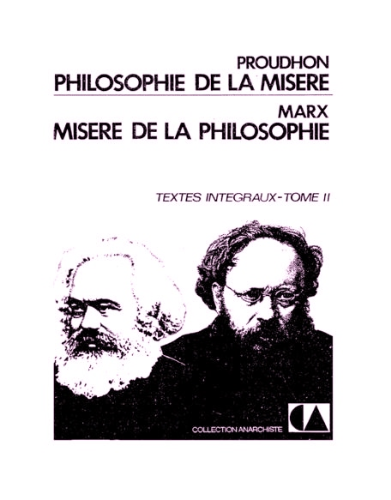 PROUDHON
PHILOSOPHIE DE LA MISERE
MARX
MISERE DE LA PHILOSOPHIE
TEXTES INTEGRAUX-TOME II
COLLECTION ANARCHISTE
CA